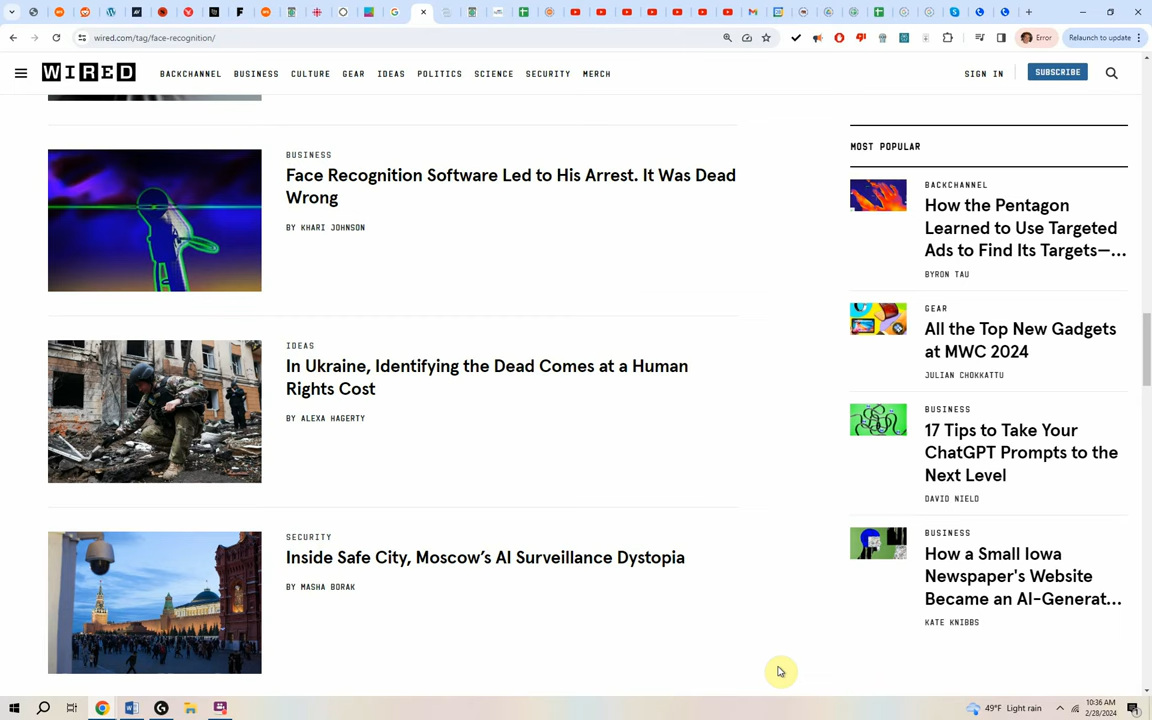 wired.com/tag/face-recognition/
Error
Relaunch to update
WIRED
BACKCHANNEL BUSINESS CULTURE GEAR IDEAS POLITICS SCIENCE SECURITY MERCH
SIGN IN
SUBSCRIBE
BUSINESS
Face Recognition Software Led to His Arrest. It Was Dead
Wrong
BY KHARI JOHNSON
IDEAS
In Ukraine, Identifying the Dead Comes at a Human
Rights Cost
BY ALEXA HAGERTY
SECURITY
Inside Safe City, Moscow's AI Surveillance Dystopia
BY MASHA BORAK
MOST POPULAR
BACKCHANNEL
How the Pentagon
Learned to Use Targeted
Ads to Find Its Targets—...
BYRON TAU
GEAR
All the Top New Gadgets
at MWC 2024
JULIAN CHOKKATTU
BUSINESS
17 Tips to Take Your
ChatGPT Prompts to the
Next Level
DAVID NIELD
BUSINESS
How a Small Iowa
Newspaper's Website
Became an AI-Generat...
KATE KNIBBS
49°F Light rain
10:36 AM
2/28/2024